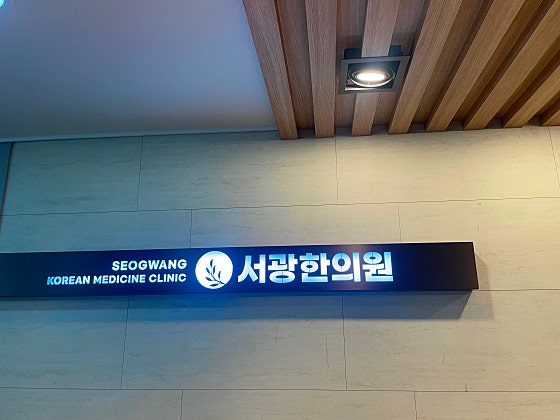 SEOGWANG
KOREAN MEDICINE CLINIC
서광한의원